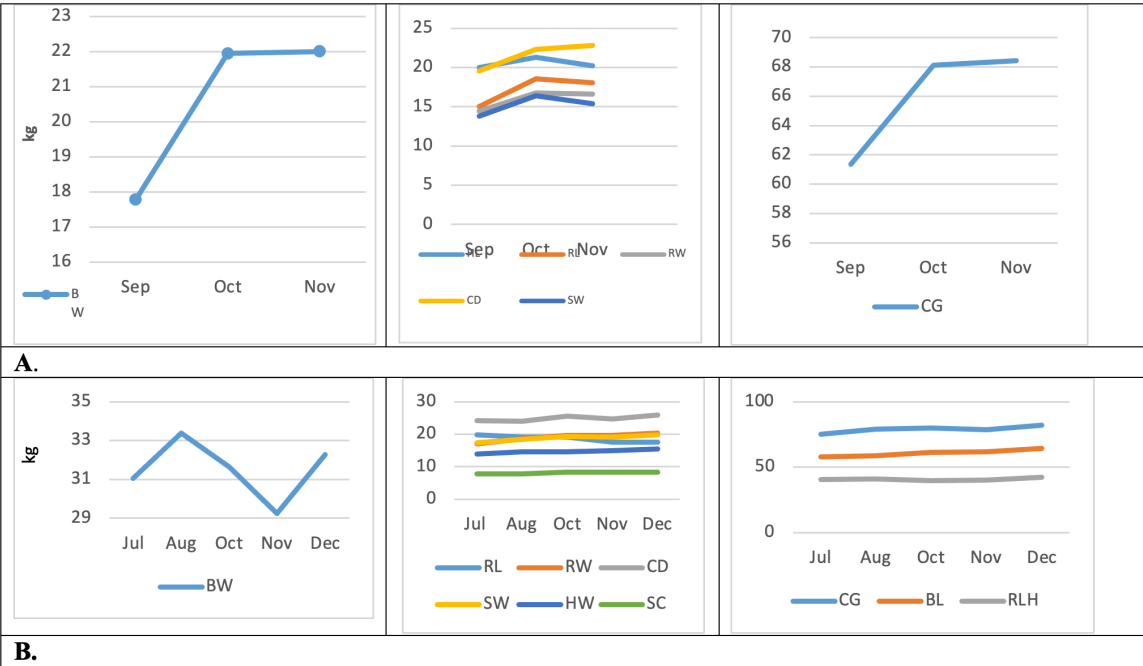 23
22
21
20
19
18
17
16
kg
Sep Oct Nov
B
W
25
20
15
10
5
0
Sep Oct Nov
RL RW
CD SW
70
68
66
64
62
60
58
56
Sep Oct Nov
CG
A.
35
33
31
29
kg
Jul Aug Oct Nov Dec
BW
30
20
10
0
Jul Aug Oct Nov Dec
RL RW CD
SW HW SC
100
50
0
Jul Aug Oct Nov Dec
CG BL RLH
B.